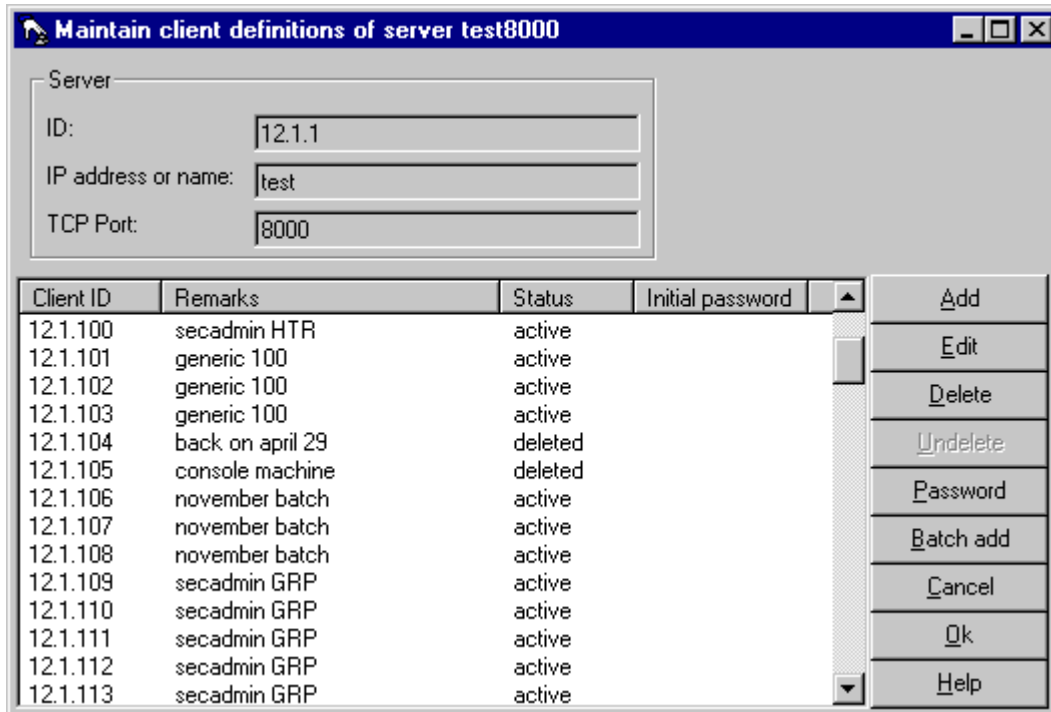 Maintain client definitions of server test8000
Server
ID: 12.1.1
IP address or name: test
TCP Port: 8000
Client ID Remarks Status Initial password
12.1.100 secadmin HTR active
12.1.101 generic 100 active
12.1.102 generic 100 active
12.1.103 generic 100 active
12.1.104 back on april 29 deleted
12.1.105 console machine deleted
12.1.106 november batch active
12.1.107 november batch active
12.1.108 november batch active
12.1.109 secadmin GRP active
12.1.110 secadmin GRP active
12.1.111 secadmin GRP active
12.1.112 secadmin GRP active
12.1.113 secadmin GRP active
Add
Edit
Delete
Undelete
Password
Batch add
Cancel
Ok
Help